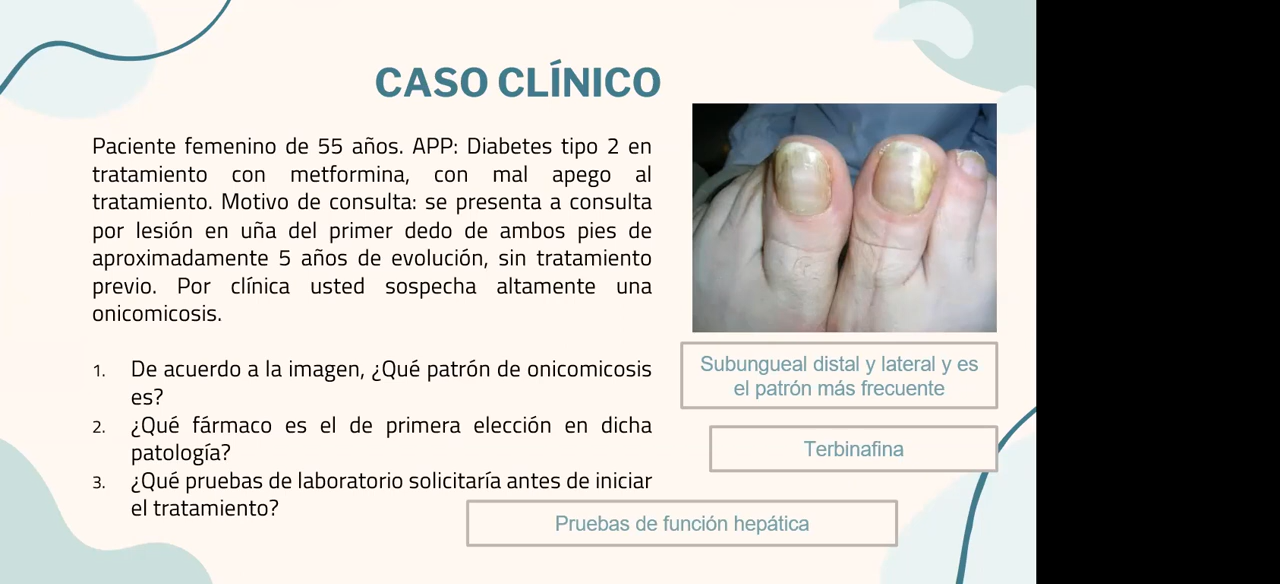 CASO CLÍNICO
Paciente femenino de 55 años. APP: Diabetes tipo 2 en
tratamiento con metformina, con mal apego al
tratamiento. Motivo de consulta: se presenta a consulta
por lesión en uña del primer dedo de ambos pies de
aproximadamente 5 años de evolución, sin tratamiento
previo. Por clínica usted sospecha altamente una
onicomicosis.
1. De acuerdo a la imagen, ¿Qué patrón de onicomicosis
es?
2. ¿Qué fármaco es el de primera elección en dicha
patología?
3. ¿Qué pruebas de laboratorio solicitaría antes de iniciar
el tratamiento?
Subungueal distal y lateral y es
el patrón más frecuente
Terbinafina
Pruebas de función hepática